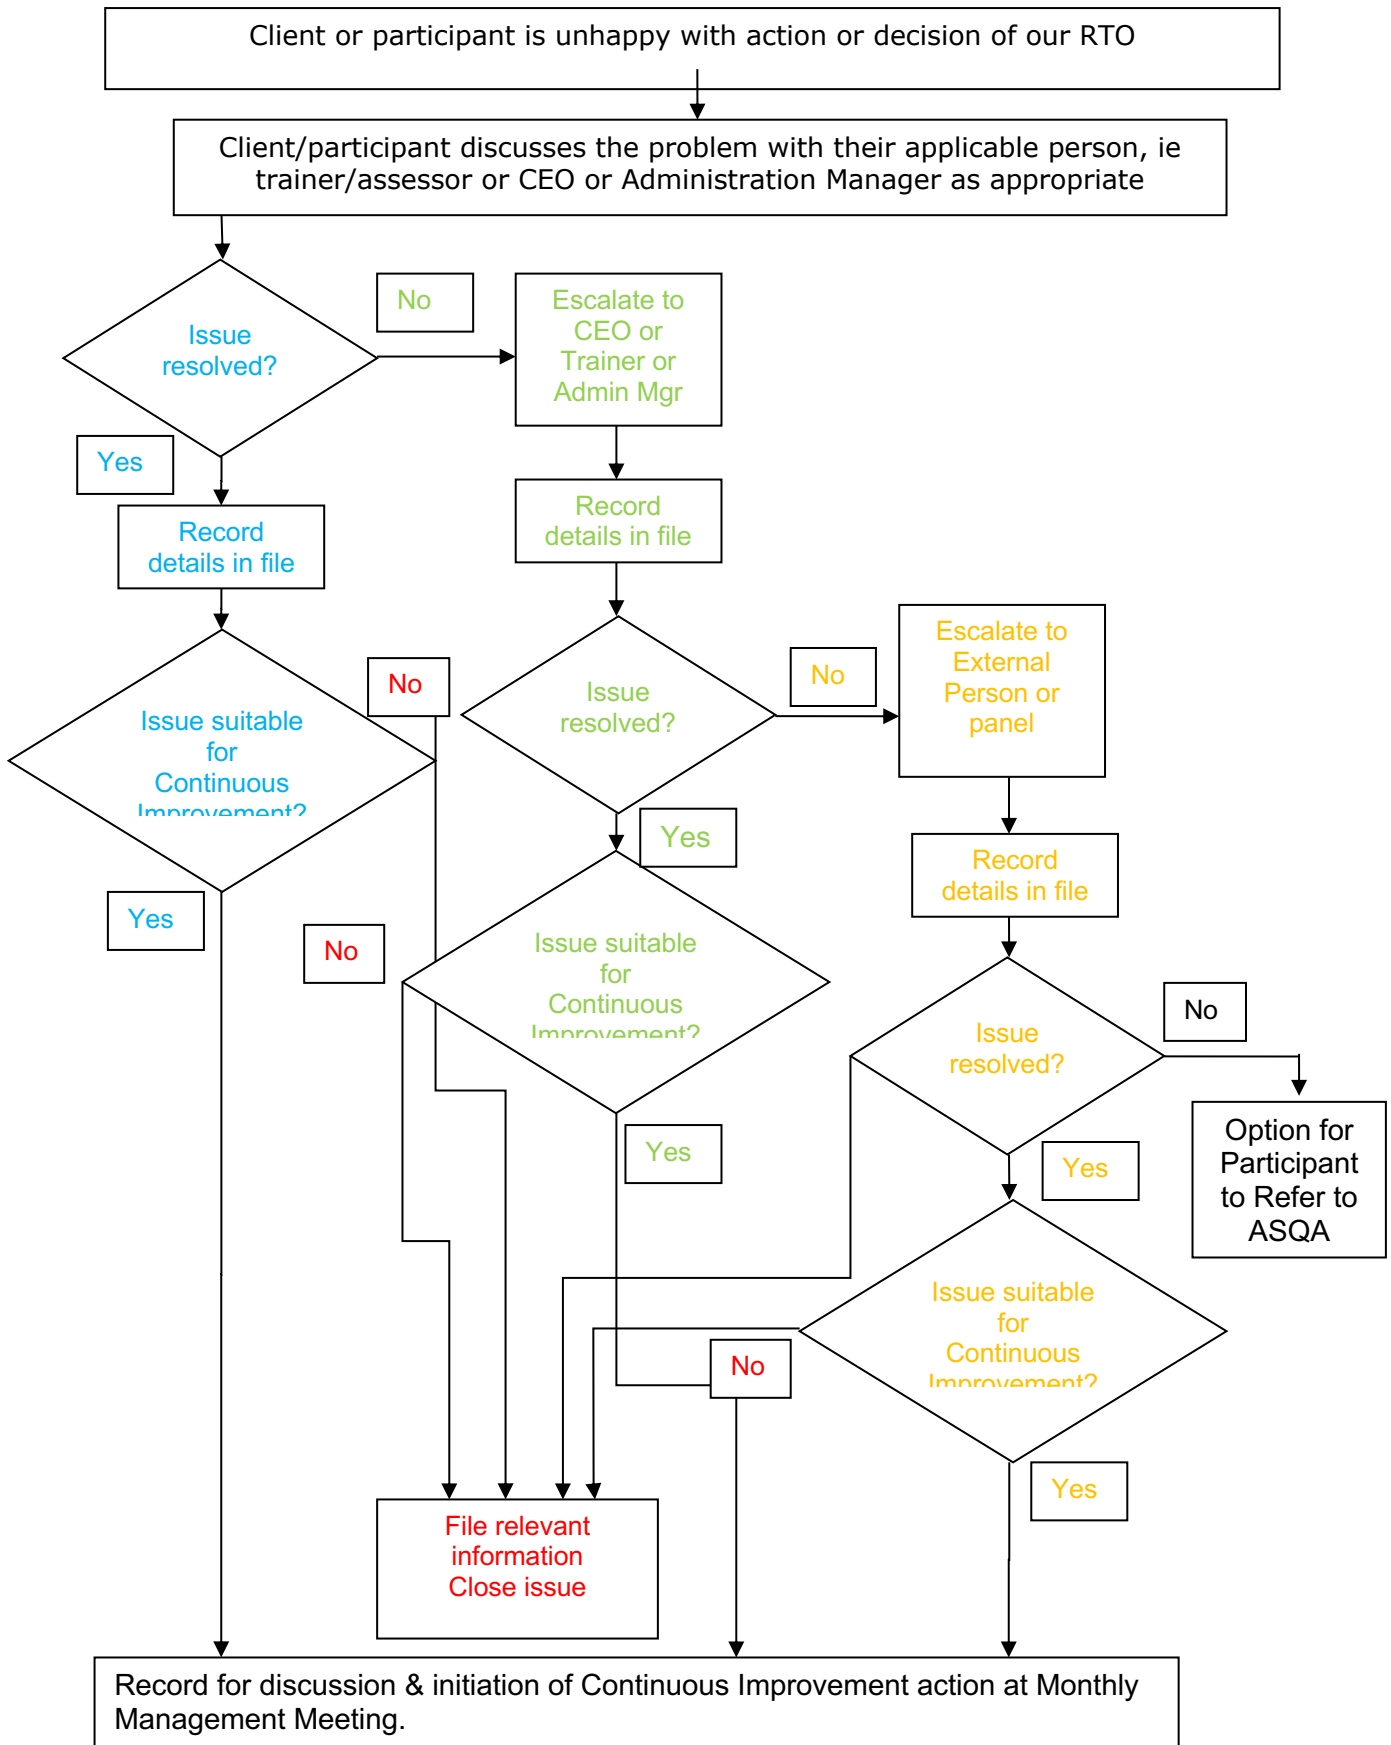 Client or participant is unhappy with action or decision of our RTO
Client/participant discusses the problem with their applicable person, ie
trainer/assessor or CEO or Administration Manager as appropriate
Issue
resolved?
No
Escalate to
CEO or
Trainer or
Admin Mgr
Yes
Record
details in file
Record
details in file
Issue suitable
for
Continuous
Improvement?
No
Issue
resolved?
No
Escalate to
External
Person or
panel
Yes
Yes
Record
details in file
No
Issue suitable
for
Continuous
Improvement?
Issue
resolved?
No
Yes
Yes
Option for
Participant
to Refer to
ASQA
Issue suitable
for
Continuous
Improvement?
No
Yes
File relevant
information
Close issue
Record for discussion & initiation of Continuous Improvement action at Monthly
Management Meeting.